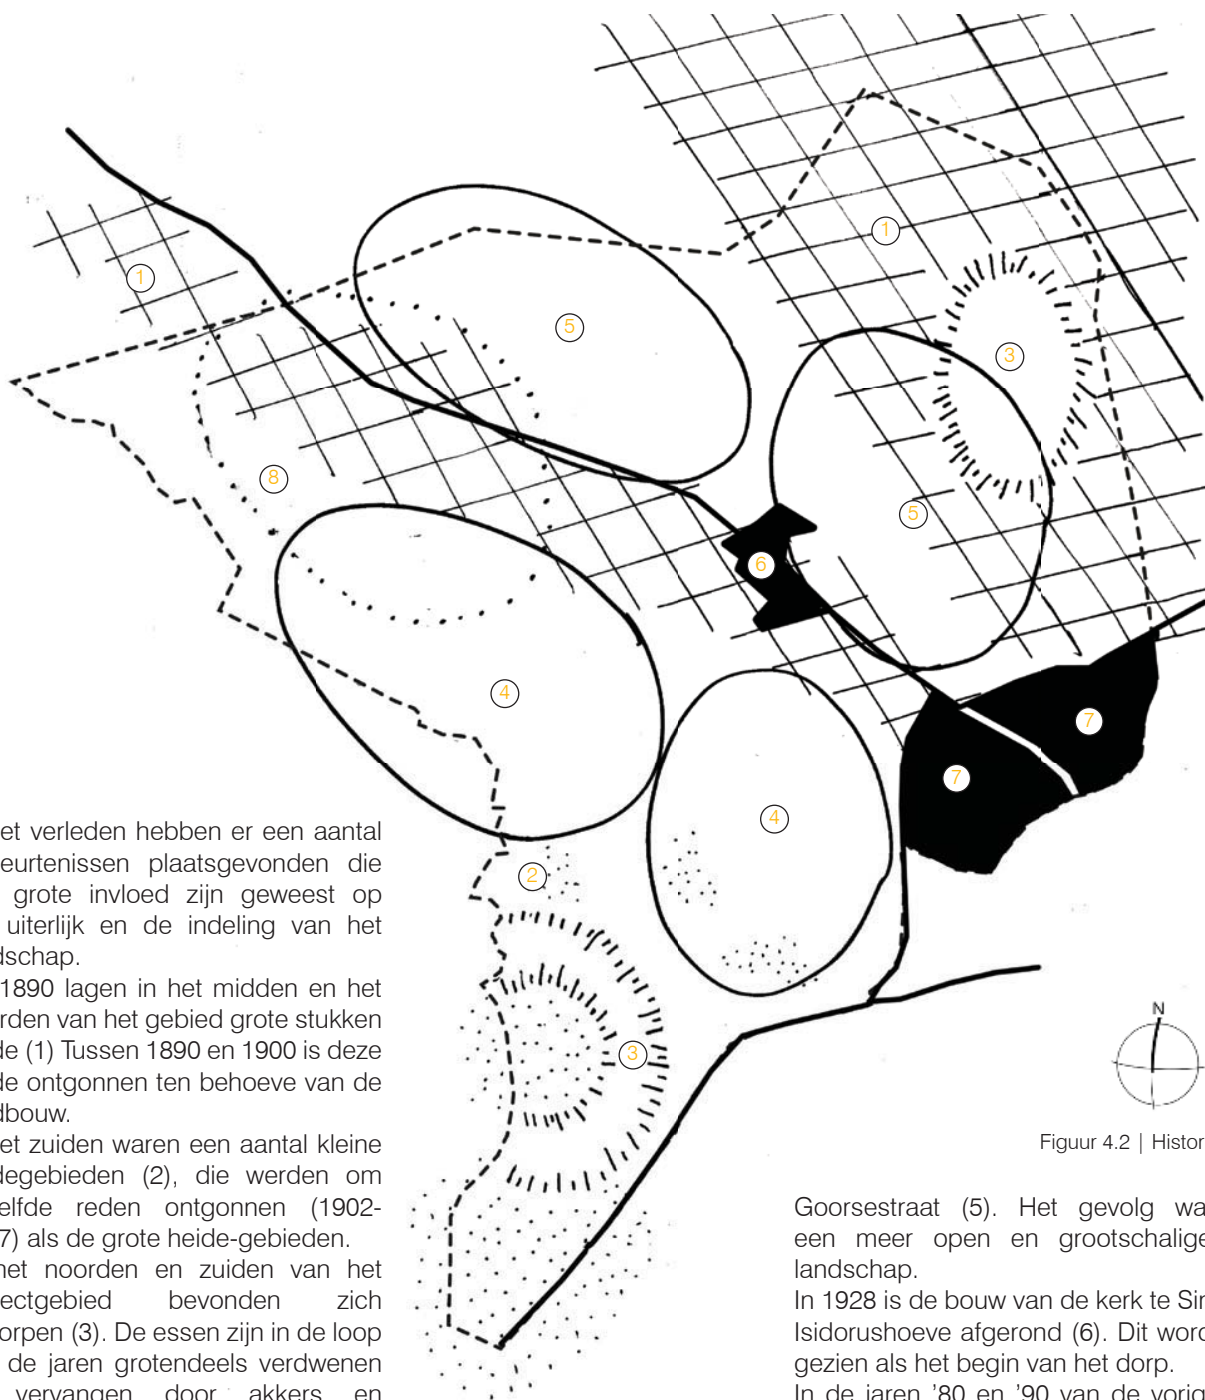 et verleden hebben er een aantal
eurtenissen plaatsgevonden die
grote invloed zijn geweest op
uiterlijk en de indeling van het
dschap.
1890 lagen in het midden en het
rden van het gebied grote stukken
de (1) Tussen 1890 en 1900 is deze
de ontgonnen ten behoeve van de
dbouw.
et zuiden waren een aantal kleine
degebieden (2), die werden om
elfde reden ontgonnen (1902-
7) als de grote heide-gebieden.
het noorden en zuiden van het
ectgebied bevonden zich
orpen (3). De essen zijn in de loop
de jaren grotendeels verdwenen
vervangen door akkers en
1
1
5
3
8
5
6
4
7
7
4
2
3
N
Figuur 4.2 | Histor
Goorsestraat (5). Het gevolg wa
een meer open en grootschalige
landschap.
In 1928 is de bouw van de kerk te Sin
Isidorushoeve afgerond (6). Dit word
gezien als het begin van het dorp.
In de jaren '80 en '90 van de vorig